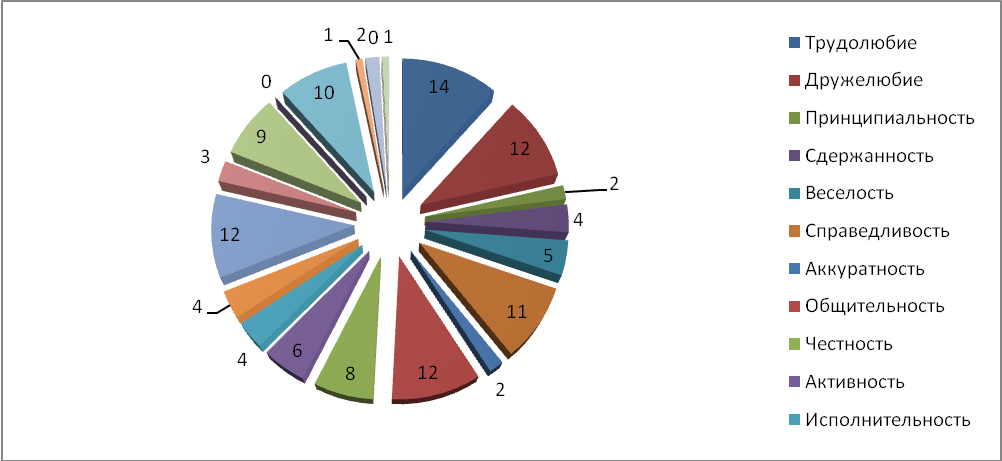 14
12
2
4
5
11
2
12
8
6
4
4
12
3
9
0
10
1
2
0
1
Трудолюбие
Дружелюбие
Принципиальность
Сдержанность
Веселость
Справедливость
Аккуратность
Общительность
Честность
Активность
Исполнительность